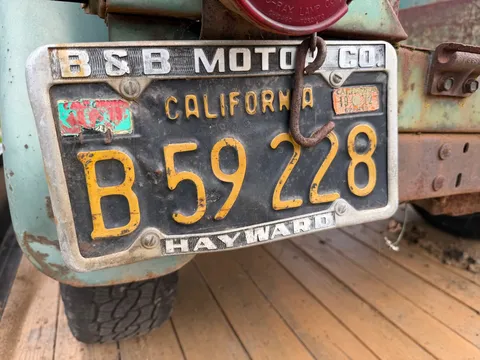 B & B MOTOR CO.
CALIFORNIA
B 59 228
HAYWARD